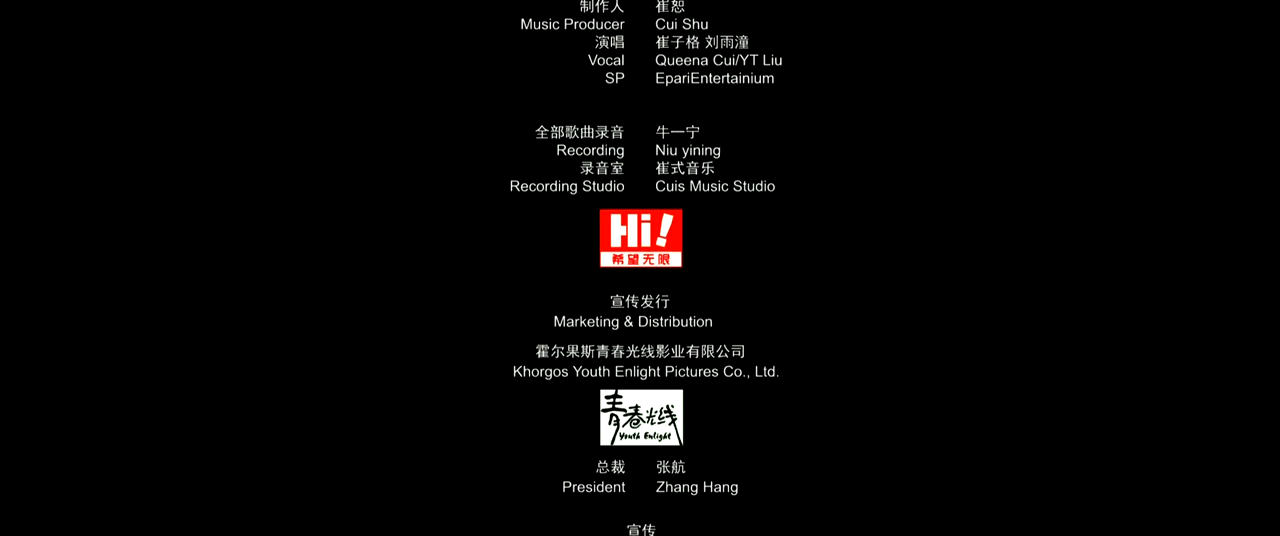 制作人 崔恕
Music Producer Cui Shu
演唱 崔子格 刘雨潼
Vocal Queena Cui/YT Liu
SP EpariEntertainium
全部歌曲录音 牛一宁
Recording Niu yining
录音室 崔式音乐
Recording Studio Cuis Music Studio
Hi!
希望无限
宣传发行
Marketing & Distribution
霍尔果斯青春光线影业有限公司
Khorgos Youth Enlight Pictures Co., Ltd.
青春光线
Youth Enlight
总裁 张航
President Zhang Hang
宣传